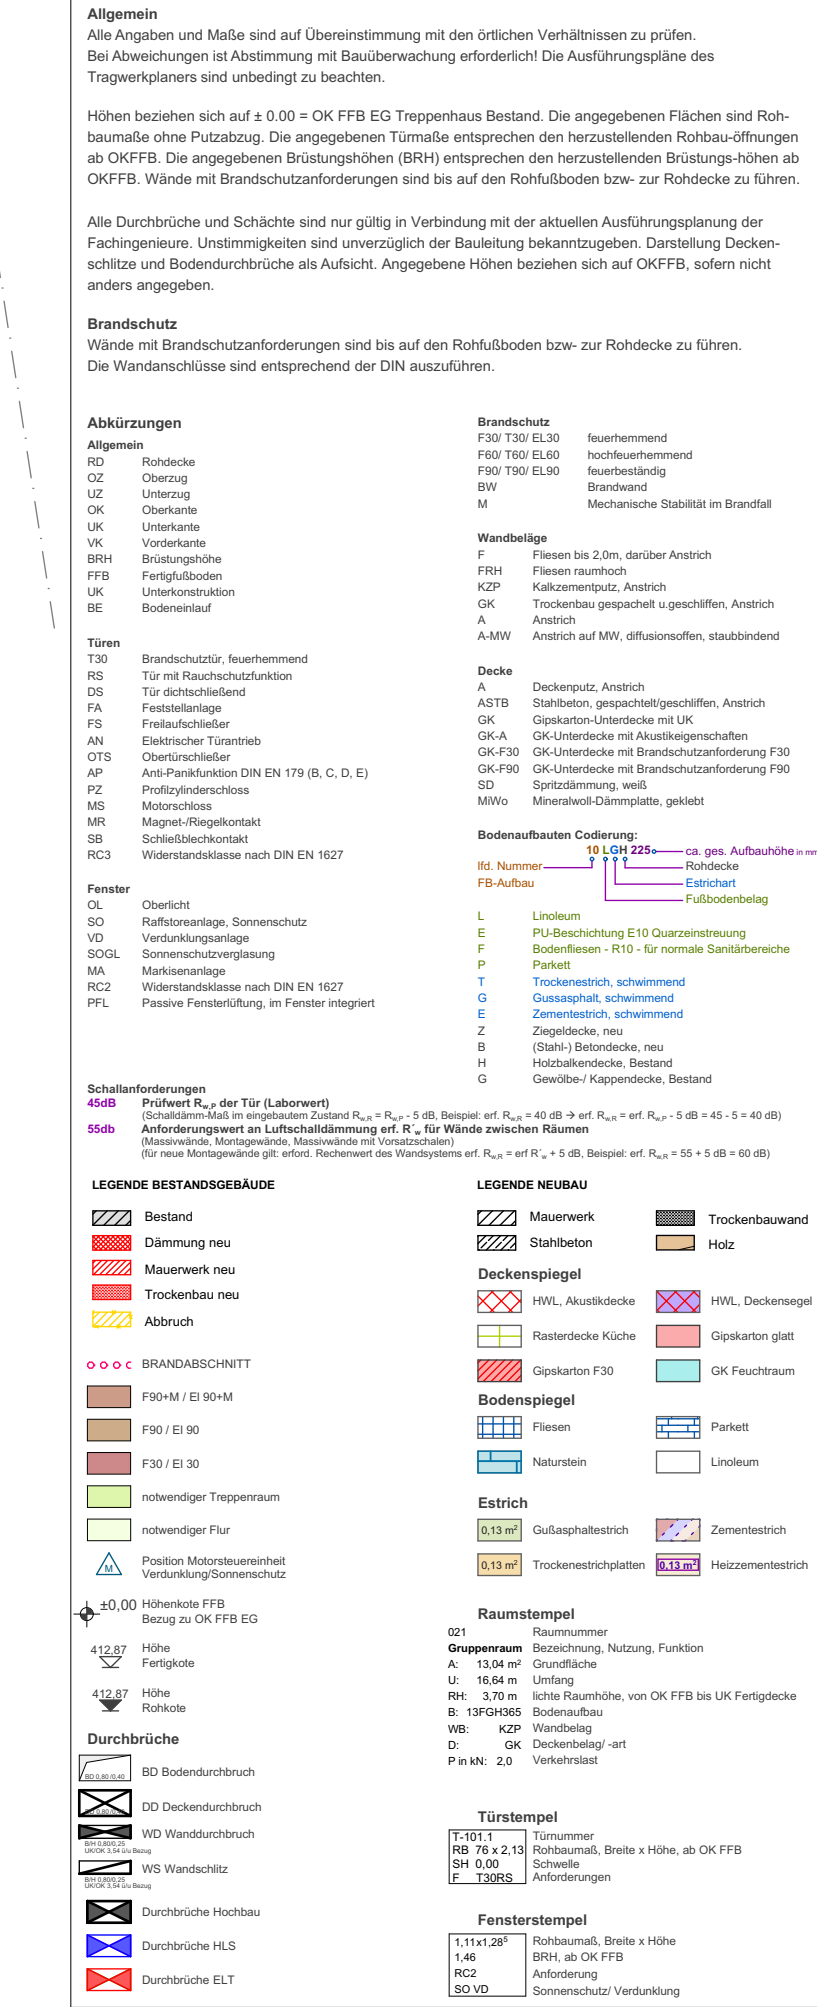 Allgemein
Alle Angaben und Maße sind auf Übereinstimmung mit den örtlichen Verhältnissen zu prüfen.
Bei Abweichungen ist Abstimmung mit Bauüberwachung erforderlich! Die Ausführungspläne des
Tragwerkplaners sind unbedingt zu beachten.
Höhen beziehen sich auf ± 0.00 = OK FFB EG Treppenhaus Bestand. Die angegebenen Flächen sind Roh-
baumaße ohne Putzabzug. Die angegebenen Türmaße entsprechen den herzustellenden Rohbau-öffnungen
ab OKFFB. Die angegebenen Brüstungshöhen (BRH) entsprechen den herzustellenden Brüstungs-höhen ab
OKFFB. Wände mit Brandschutzanforderungen sind bis auf den Rohfußboden bzw- zur Rohdecke zu führen.
Alle Durchbrüche und Schächte sind nur gültig in Verbindung mit der aktuellen Ausführungsplanung der
Fachingenieure. Unstimmigkeiten sind unverzüglich der Bauleitung bekanntzugeben. Darstellung Decken-
schlitze und Bodendurchbrüche als Aufsicht. Angegebene Höhen beziehen sich auf OKFFB, sofern nicht
anders angegeben.
Brandschutz
Wände mit Brandschutzanforderungen sind bis auf den Rohfußboden bzw- zur Rohdecke zu führen.
Die Wandanschlüsse sind entsprechend der DIN auszuführen.
Abkürzungen
Allgemein
RD Rohdecke
OZ Oberzug
UZ Unterzug
OK Oberkante
UK Unterkante
VK Vorderkante
BRH Brüstungshöhe
FFB Fertigfußboden
UK Unterkonstruktion
BE Bodeneinlauf
Türen
T30 Brandschutztür, feuerhemmend
RS Tür mit Rauchschutzfunktion
DS Tür dichtschließend
FA Feststellanlage
FS Freilaufschließer
AN Elektrischer Türantrieb
OTS Obertürschließer
AP Anti-Panikfunktion DIN EN 179 (B, C, D, E)
PZ Profilzylinderschloss
MS Motorschloss
MR Magnet-/Riegelkontakt
SB Schließblechkontakt
RC3 Widerstandsklasse nach DIN EN 1627
Fenster
OL Oberlicht
SO Raffstoreanlage, Sonnenschutz
VD Verdunklungsanlage
SOGL Sonnenschutzverglasung
MA Markisenanlage
RC2 Widerstandsklasse nach DIN EN 1627
PFL Passive Fensterlüftung, im Fenster integriert
Brandschutz
F30/ T30/ EL30 feuerhemmend
F60/ T60/ EL60 hochfeuerhemmend
F90/ T90/ EL90 feuerbeständig
BW Brandwand
M Mechanische Stabilität im Brandfall
Wandbeläge
F Fliesen bis 2,0m, darüber Anstrich
FRH Fliesen raumhoch
KZP Kalkzementputz, Anstrich
GK Trockenbau gespachelt u.geschliffen, Anstrich
A Anstrich
A-MW Anstrich auf MW, diffusionsoffen, staubbindend
Decke
A Deckenputz, Anstrich
ASTB Stahlbeton, gespachtelt/geschliffen, Anstrich
GK Gipskarton-Unterdecke mit UK
GK-A GK-Unterdecke mit Akustikeigenschaften
GK-F30 GK-Unterdecke mit Brandschutzanforderung F30
GK-F90 GK-Unterdecke mit Brandschutzanforderung F90
SD Spritzdämmung, weiß
MiWo Mineralwoll-Dämmplatte, geklebt
Bodenaufbauten Codierung:
10 LGH 225 ca. ges. Aufbauhöhe in mm
lfd. Nummer Rohdecke
FB-Aufbau Estrichart
Fußbodenbelag
L Linoleum
E PU-Beschichtung E10 Quarzeinstreuung
F Bodenfliesen - R10 - für normale Sanitärbereiche
P Parkett
T Trockenestrich, schwimmend
G Gussasphalt, schwimmend
E Zementestrich, schwimmend
Z Ziegeldecke, neu
B (Stahl-) Betondecke, neu
H Holzbalkendecke, Bestand
G Gewölbe-/ Kappendecke, Bestand
Schallanforderungen
45dB Prüfwert Rw,P der Tür (Laborwert)
(Schalldämm-Maß im eingebautem Zustand Rw,R = Rw,P - 5 dB, Beispiel: erf. Rw,R = 40 dB → erf. Rw,R = erf. Rw,P - 5 dB = 45 - 5 = 40 dB)
55db Anforderungswert an Luftschalldämmung erf. R´w für Wände zwischen Räumen
(Massivwände, Montagewände, Massivwände mit Vorsatzschalen)
(für neue Montagewände gilt: erford. Rechenwert des Wandsystems erf. Rw,R = erf R´w + 5 dB, Beispiel: erf. Rw,R = 55 + 5 dB = 60 dB)
LEGENDE BESTANDSGEBÄUDE
Bestand
Dämmung neu
Mauerwerk neu
Trockenbau neu
Abbruch
BRANDABSCHNITT
F90+M / EI 90+M
F90 / EI 90
F30 / EI 30
notwendiger Treppenraum
notwendiger Flur
M Position Motorsteuereinheit
Verdunklung/Sonnenschutz
±0,00 Höhenkote FFB
Bezug zu OK FFB EG
412,87 Höhe
Fertigkote
412,87 Höhe
Rohkote
Durchbrüche
BD 0,80 /0,40 BD Bodendurchbruch
DD Deckendurchbruch
WD Wanddurchbruch
B/H 0,80/0,25
UK/OK 3,54 ü/u Bezug
WS Wandschlitz
B/H 0,80/0,25
UK/OK 3,54 ü/u Bezug
Durchbrüche Hochbau
Durchbrüche HLS
Durchbrüche ELT
LEGENDE NEUBAU
Mauerwerk Trockenbauwand
Stahlbeton Holz
Deckenspiegel
HWL, Akustikdecke HWL, Deckensegel
Rasterdecke Küche Gipskarton glatt
Gipskarton F30 GK Feuchtraum
Bodenspiegel
Fliesen Parkett
Naturstein Linoleum
Estrich
0,13 m² Gußasphaltestrich Zementestrich
0,13 m² Trockenestrichplatten 0,13 m² Heizzementestrich
Raumstempel
021 Raumnummer
Gruppenraum Bezeichnung, Nutzung, Funktion
A: 13,04 m² Grundfläche
U: 16,64 m Umfang
RH: 3,70 m lichte Raumhöhe, von OK FFB bis UK Fertigdecke
B: 13FGH365 Bodenaufbau
WB: KZP Wandbelag
D: GK Deckenbelag/ -art
P in kN: 2,0 Verkehrslast
Türstempel
T-101.1 Türnummer
RB 76 x 2,13 Rohbaumaß, Breite x Höhe, ab OK FFB
SH 0,00 Schwelle
F T30RS Anforderungen
Fensterstempel
1,11x1,28⁵ Rohbaumaß, Breite x Höhe
1,46 BRH, ab OK FFB
RC2 Anforderung
SO VD Sonnenschutz/ Verdunklung